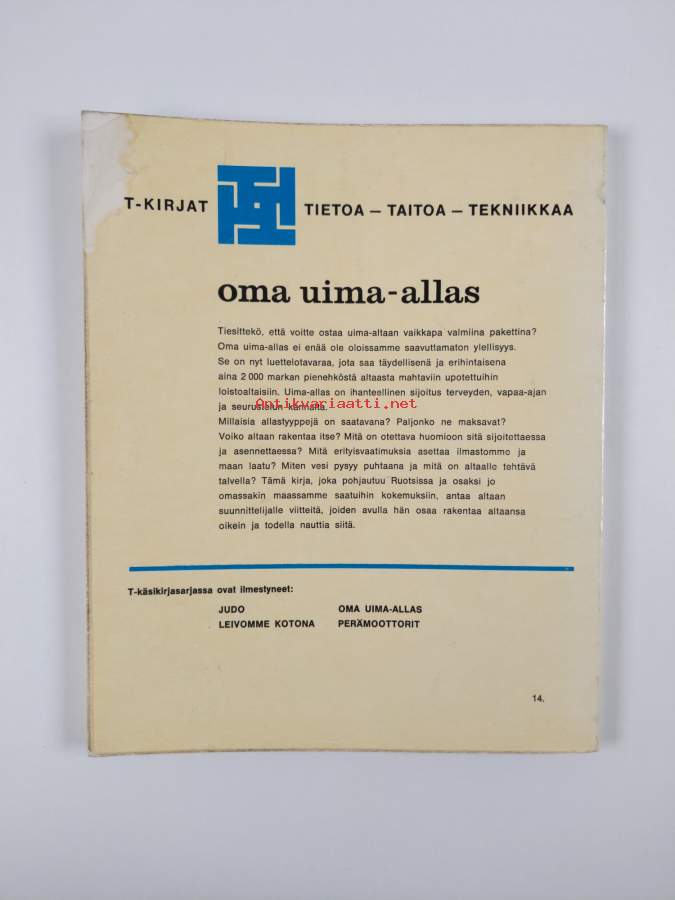 T-KIRJAT TIETOA — TAITOA — TEKNIIKKAA
oma uima-allas
Tiesittekö, että voitte ostaa uima-altaan vaikkapa valmiina pakettina?
Oma uima-allas ei enää ole oloissamme saavuttamaton ylellisyys.
Se on nyt luettelotavaraa, jota saa täydellisenä ja erihintaisena
aina 2 000 markan pienehköstä altaasta mahtaviin upotettuihin
loistoaltaisiin. Uima-allas on ihanteellinen sijoitus terveyden, vapaa-ajan
Antikvariaatti.net
ja seurustelun kannalta.
Millaisia allastyyppejä on saatavana? Paljonko ne maksavat?
Voiko altaan rakentaa itse? Mitä on otettava huomioon sitä sijoitettaessa
ja asennettaessa? Mitä erityisvaatimuksia asettaa ilmastomme ja
maan laatu? Miten vesi pysyy puhtaana ja mitä on altaalle tehtävä
talvella? Tämä kirja, joka pohjautuu Ruotsissa ja osaksi jo
omassakin maassamme saatuihin kokemuksiin, antaa altaan
suunnittelijalle viitteitä, joiden avulla hän osaa rakentaa altaansa
oikein ja todella nauttia siitä.
T-käsikirjasarjassa ovat ilmestyneet:
JUDO OMA UIMA-ALLAS
LEIVOMME KOTONA PERÄMOOTTORIT
14.